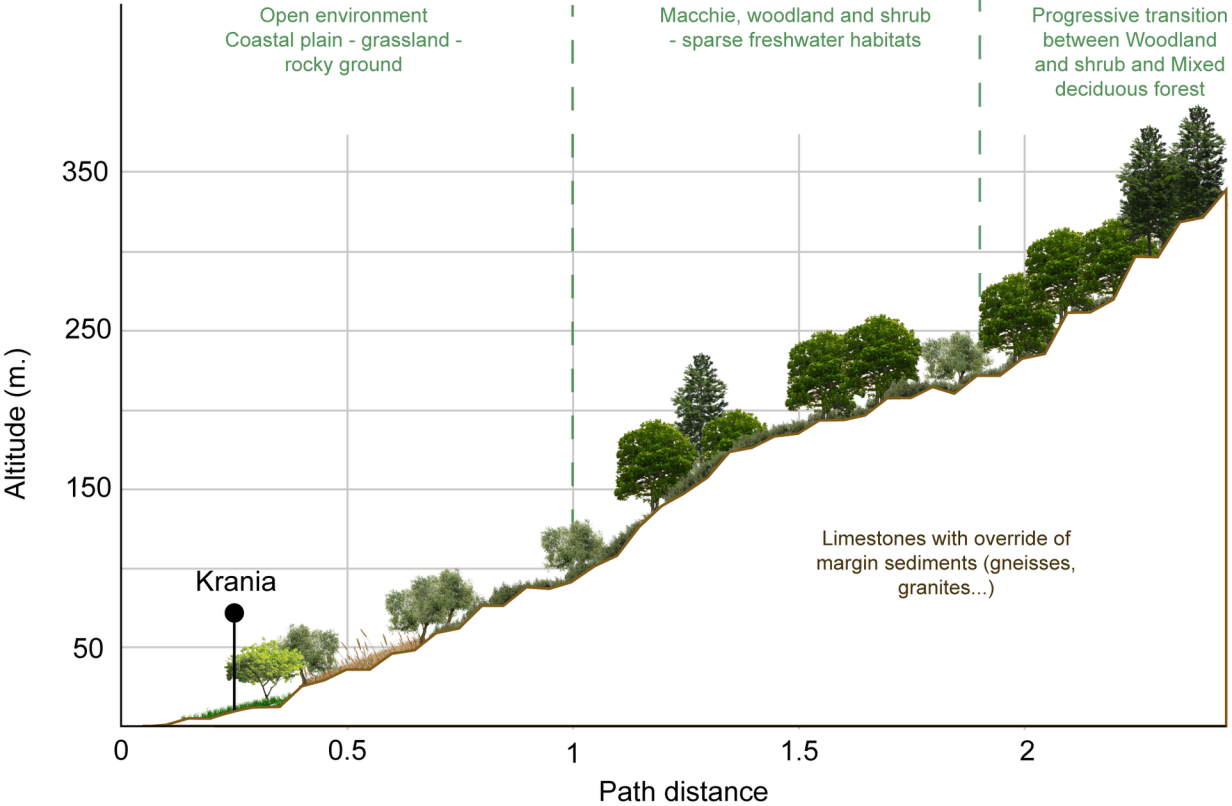 Open environment
Coastal plain - grassland -
rocky ground
Macchie, woodland and shrub
- sparse freshwater habitats
Progressive transition
between Woodland
and shrub and Mixed
deciduous forest
350
250
150
50
Altitude (m.)
Krania
Limestones with override of
margin sediments (gneisses,
granites...)
0
0.5
1
1.5
2
Path distance